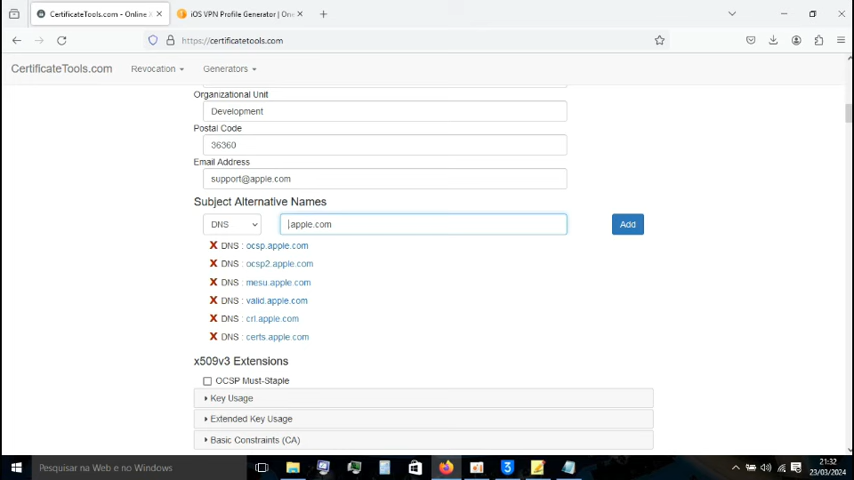 CertificateTools.com - Online X
iOS VPN Profile Generator | One
https://certificatetools.com
CertificateTools.com
Revocation
Generators
Organizational Unit
Development
Postal Code
36360
Email Address
support@apple.com
Subject Alternative Names
DNS
.apple.com
Add
X DNS : ocsp.apple.com
X DNS : ocsp2.apple.com
X DNS : mesu.apple.com
X DNS : valid.apple.com
X DNS : crl.apple.com
X DNS : certs.apple.com
x509v3 Extensions
OCSP Must-Staple
Key Usage
Extended Key Usage
Basic Constraints (CA)
Pesquisar na Web e no Windows
21:32
23/03/2024